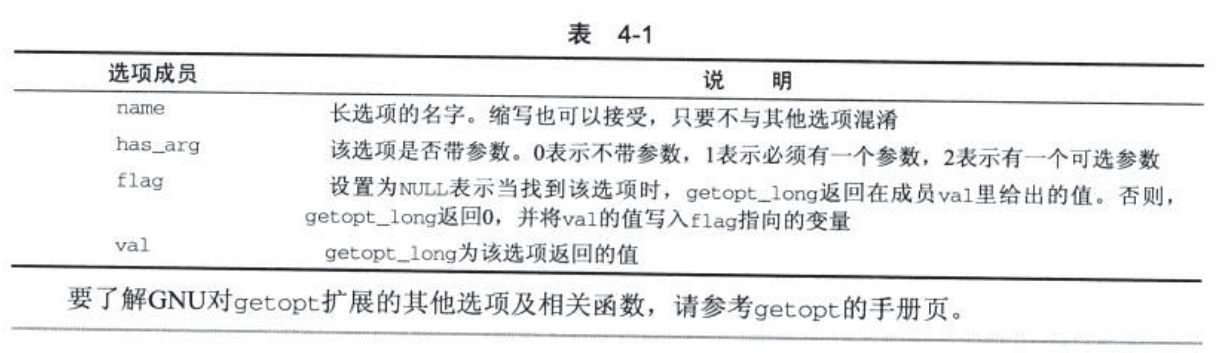 表 4-1
选项成员 说 明
name 长选项的名字。缩写也可以接受，只要不与其他选项混淆
has_arg 该选项是否带参数。0表示不带参数，1表示必须有一个参数，2表示有一个可选参数
flag 设置为NULL表示当找到该选项时，getopt_long返回在成员val里给出的值。否则，
getopt_long返回0，并将val的值写入flag指向的变量
val getopt_long为该选项返回的值
要了解GNU对getopt扩展的其他选项及相关函数，请参考getopt的手册页。